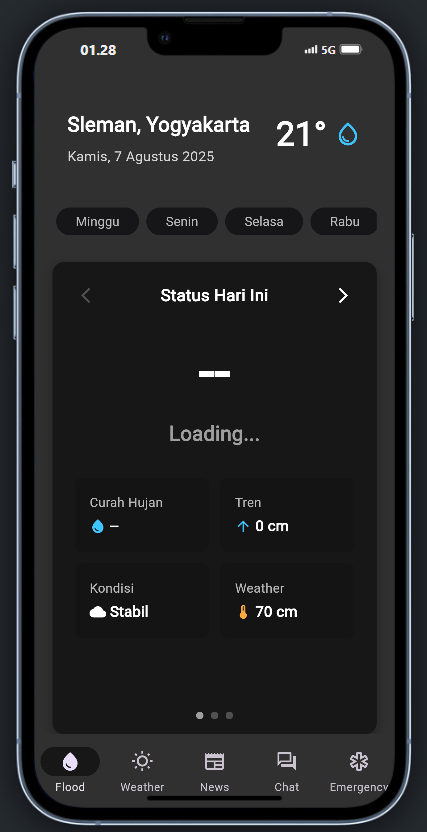 01.28
5G
Sleman, Yogyakarta
21°
Kamis, 7 Agustus 2025
Minggu
Senin
Selasa
Rabu
Status Hari Ini
--
Loading...
Curah Hujan
–
Tren
0 cm
Kondisi
Stabil
Weather
70 cm
Flood
Weather
News
Chat
Emergency